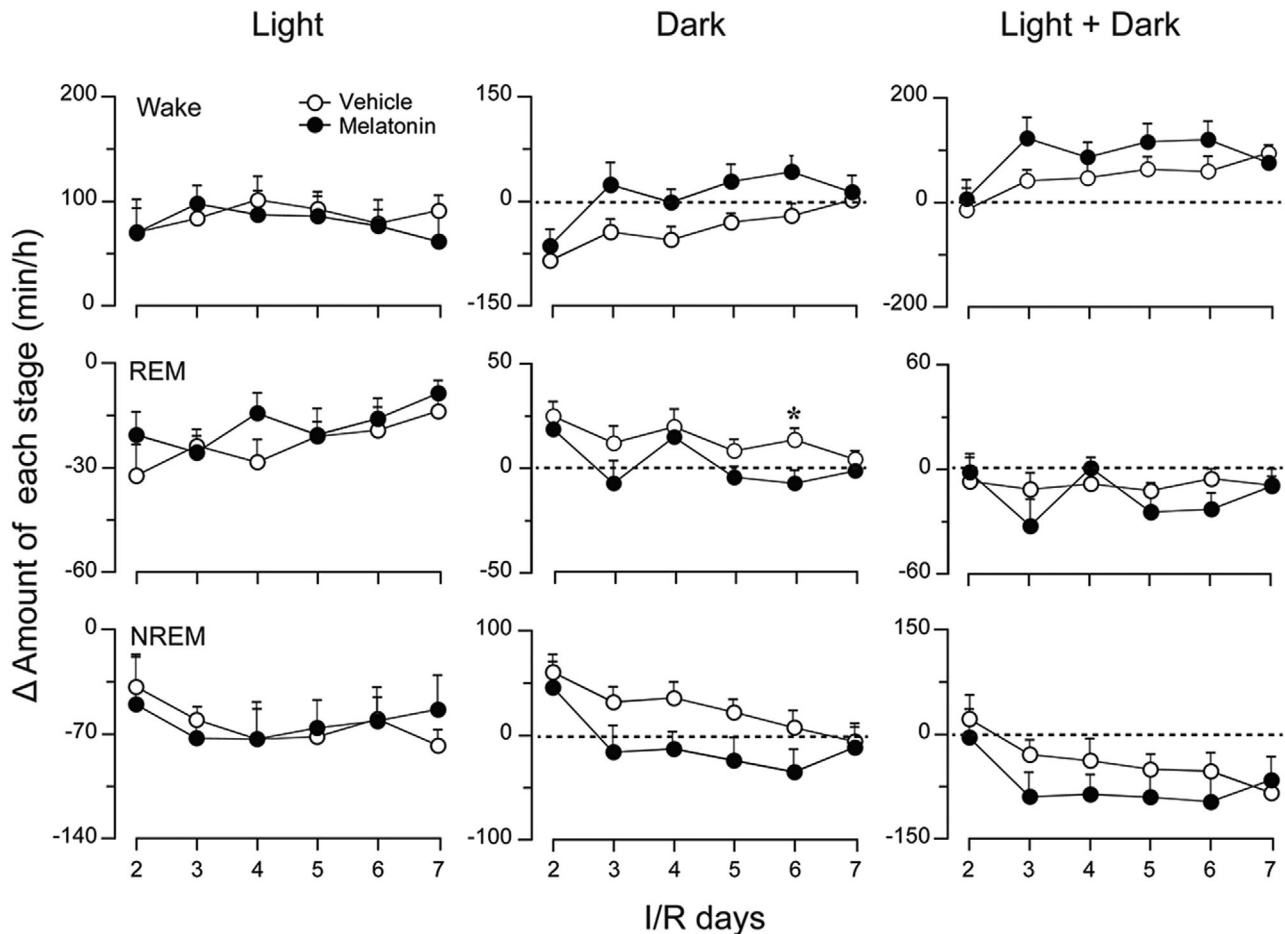 Light Dark Light + Dark
Δ Amount of each stage (min/h)
Wake
Vehicle
Melatonin
200
100
0
150
0
-150
200
100
0
-100
-200
REM
0
-30
-60
50
0
-50
*
60
0
-60
NREM
0
-70
-140
100
0
-100
150
0
-150
2 3 4 5 6 7
2 3 4 5 6 7
2 3 4 5 6 7
I/R days